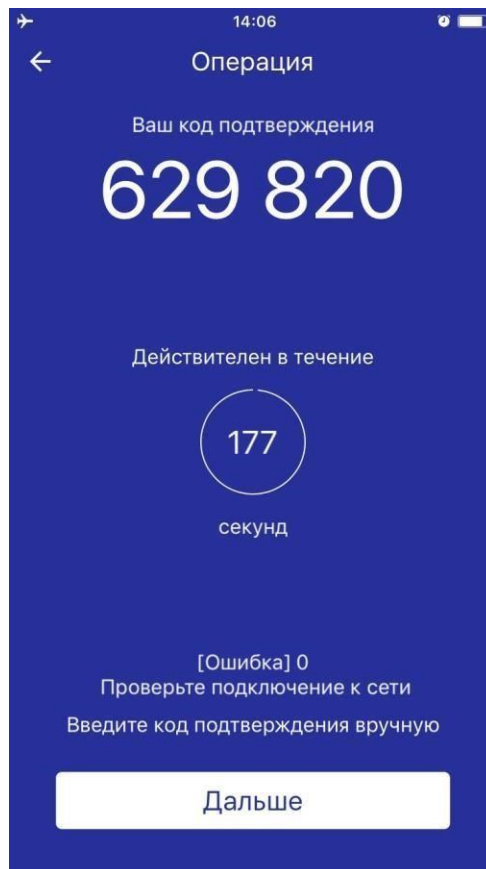 14:06
Операция
Ваш код подтверждения
629 820
Действителен в течение
177
секунд
[Ошибка] 0
Проверьте подключение к сети
Введите код подтверждения вручную
Дальше